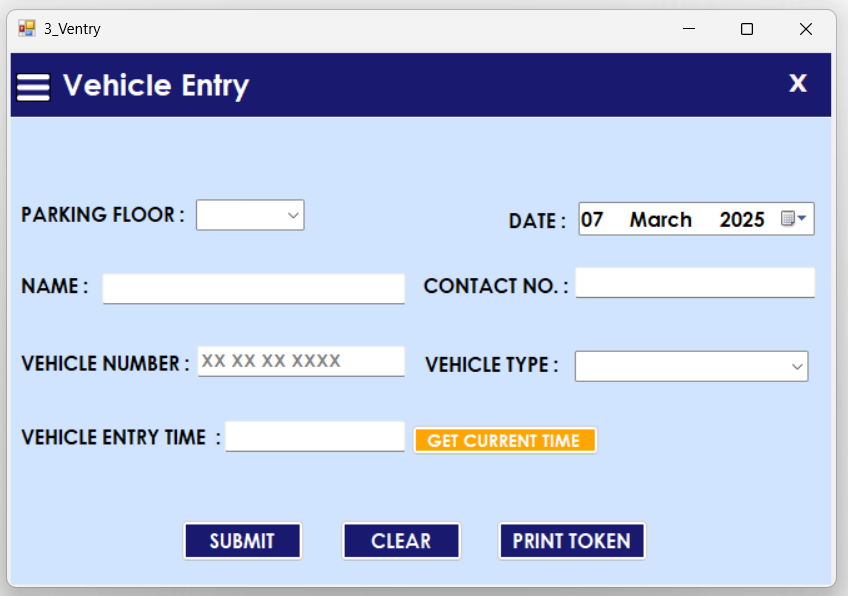 3_Ventry
Vehicle Entry X
PARKING FLOOR :
DATE : 07 March 2025
NAME : CONTACT NO. :
VEHICLE NUMBER : XX XX XX XXXX VEHICLE TYPE :
VEHICLE ENTRY TIME : GET CURRENT TIME
SUBMIT CLEAR PRINT TOKEN